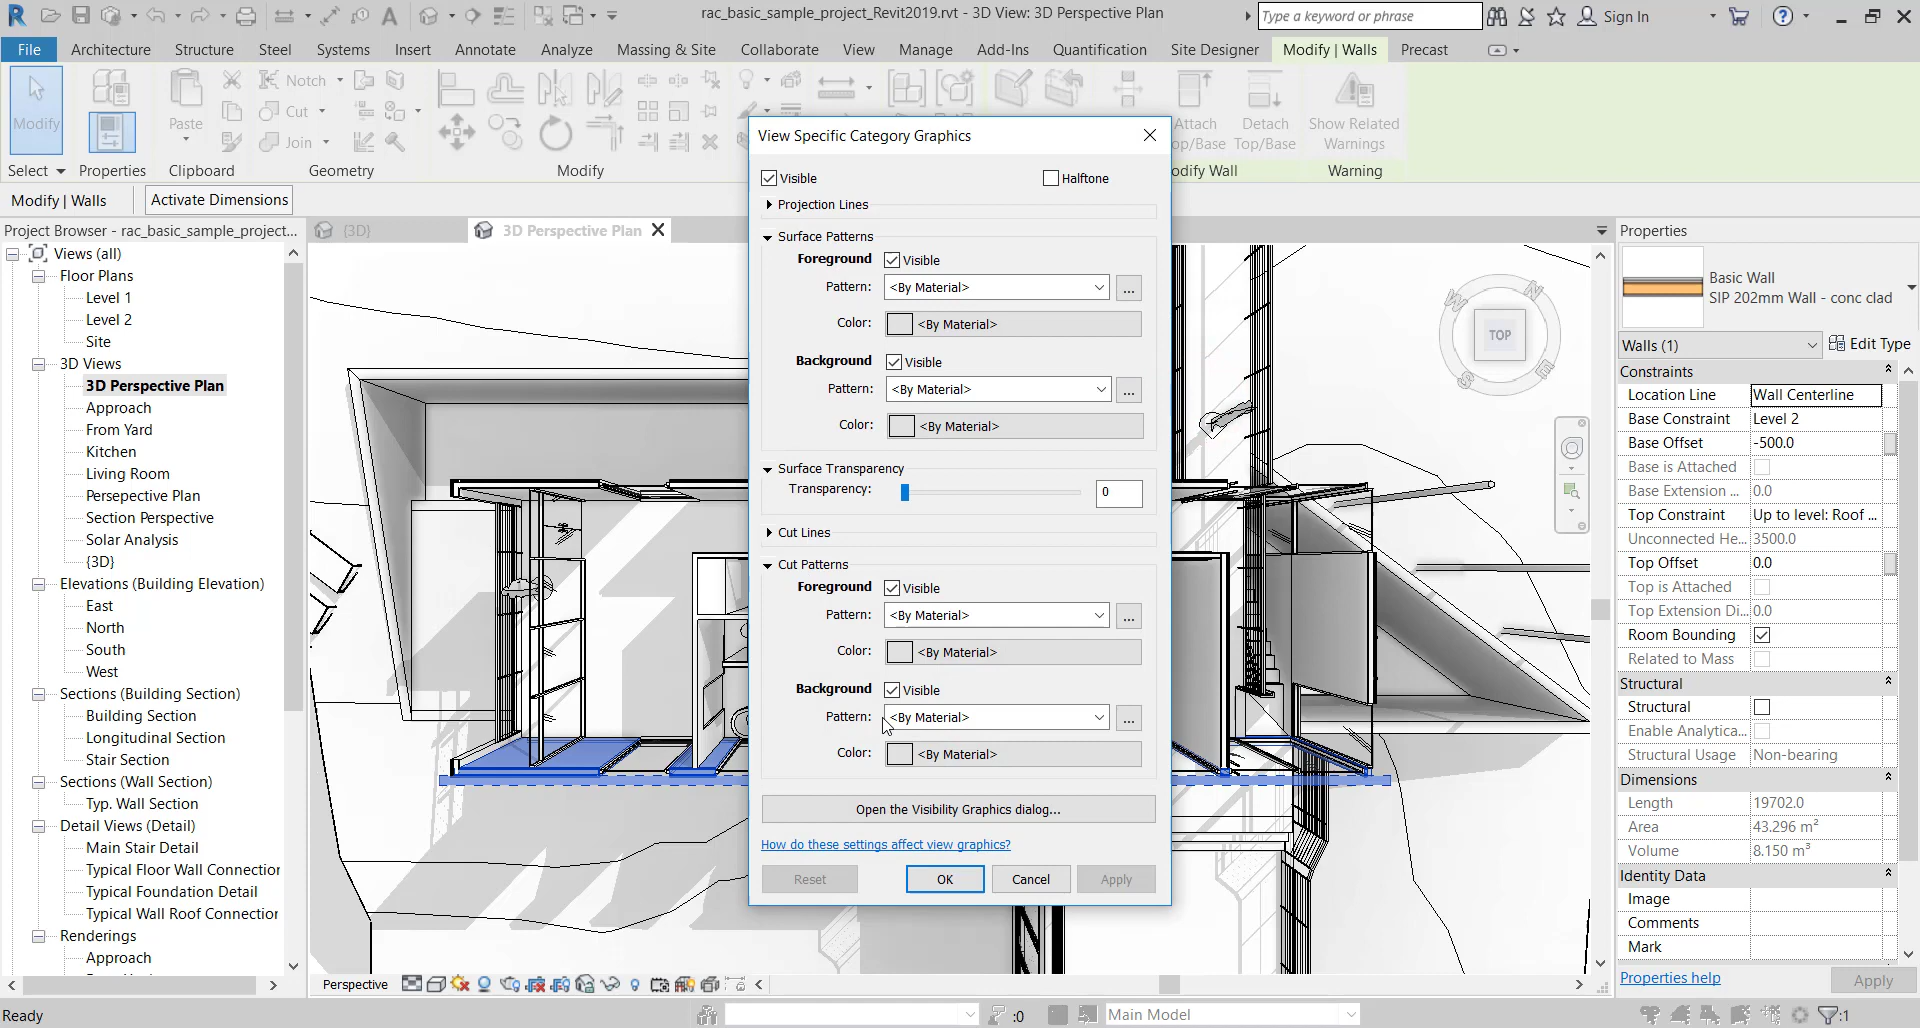 rac_basic_sample_project_Revit2019.rvt - 3D View: 3D Perspective Plan
Type a keyword or phrase
Sign In
File Architecture Structure Steel Systems Insert Annotate Analyze Massing & Site Collaborate View Manage Add-Ins Quantification Site Designer Modify | Walls Precast
Modify
Paste
Notch
Cut
Join
Attach
op/Base
Detach
Top/Base
Show Related
Warnings
Select Properties Clipboard Geometry Modify odify Wall Warning
Modify | Walls
Activate Dimensions
Project Browser - rac_basic_sample_project...
Views (all)
Floor Plans
Level 1
Level 2
Site
3D Views
3D Perspective Plan
Approach
From Yard
Kitchen
Living Room
Persepective Plan
Section Perspective
Solar Analysis
{3D}
Elevations (Building Elevation)
East
North
South
West
Sections (Building Section)
Building Section
Longitudinal Section
Stair Section
Sections (Wall Section)
Typ. Wall Section
Detail Views (Detail)
Main Stair Detail
Typical Floor Wall Connection
Typical Foundation Detail
Typical Wall Roof Connection
Renderings
Approach
{3D}
3D Perspective Plan
View Specific Category Graphics
Visible
Halftone
Projection Lines
Surface Patterns
Foreground Visible
Pattern: <By Material> ...
Color: <By Material>
Background Visible
Pattern: <By Material> ...
Color: <By Material>
Surface Transparency
Transparency: 0
Cut Lines
Cut Patterns
Foreground Visible
Pattern: <By Material> ...
Color: <By Material>
Background Visible
Pattern: <By Material> ...
Color: <By Material>
Open the Visibility Graphics dialog...
How do these settings affect view graphics?
Reset OK Cancel Apply
W N
TOP
S E
Properties
Basic Wall
SIP 202mm Wall - conc clad
Walls (1) Edit Type
Constraints
Location Line Wall Centerline
Base Constraint Level 2
Base Offset -500.0
Base is Attached
Base Extension ... 0.0
Top Constraint Up to level: Roof ...
Unconnected He... 3500.0
Top Offset 0.0
Top is Attached
Top Extension Di... 0.0
Room Bounding
Related to Mass
Structural
Structural
Enable Analytica...
Structural Usage Non-bearing
Dimensions
Length 19702.0
Area 43.296 m²
Volume 8.150 m³
Identity Data
Image
Comments
Mark
Properties help Apply
Perspective
Ready
:0
Main Model
:1